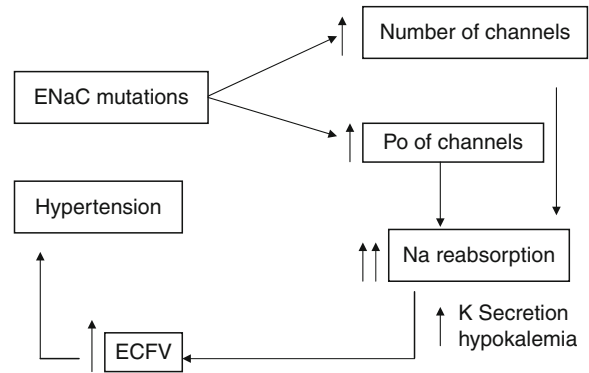 Number of channels
ENaC mutations
Po of channels
Hypertension
Na reabsorption
K Secretion
hypokalemia
ECFV